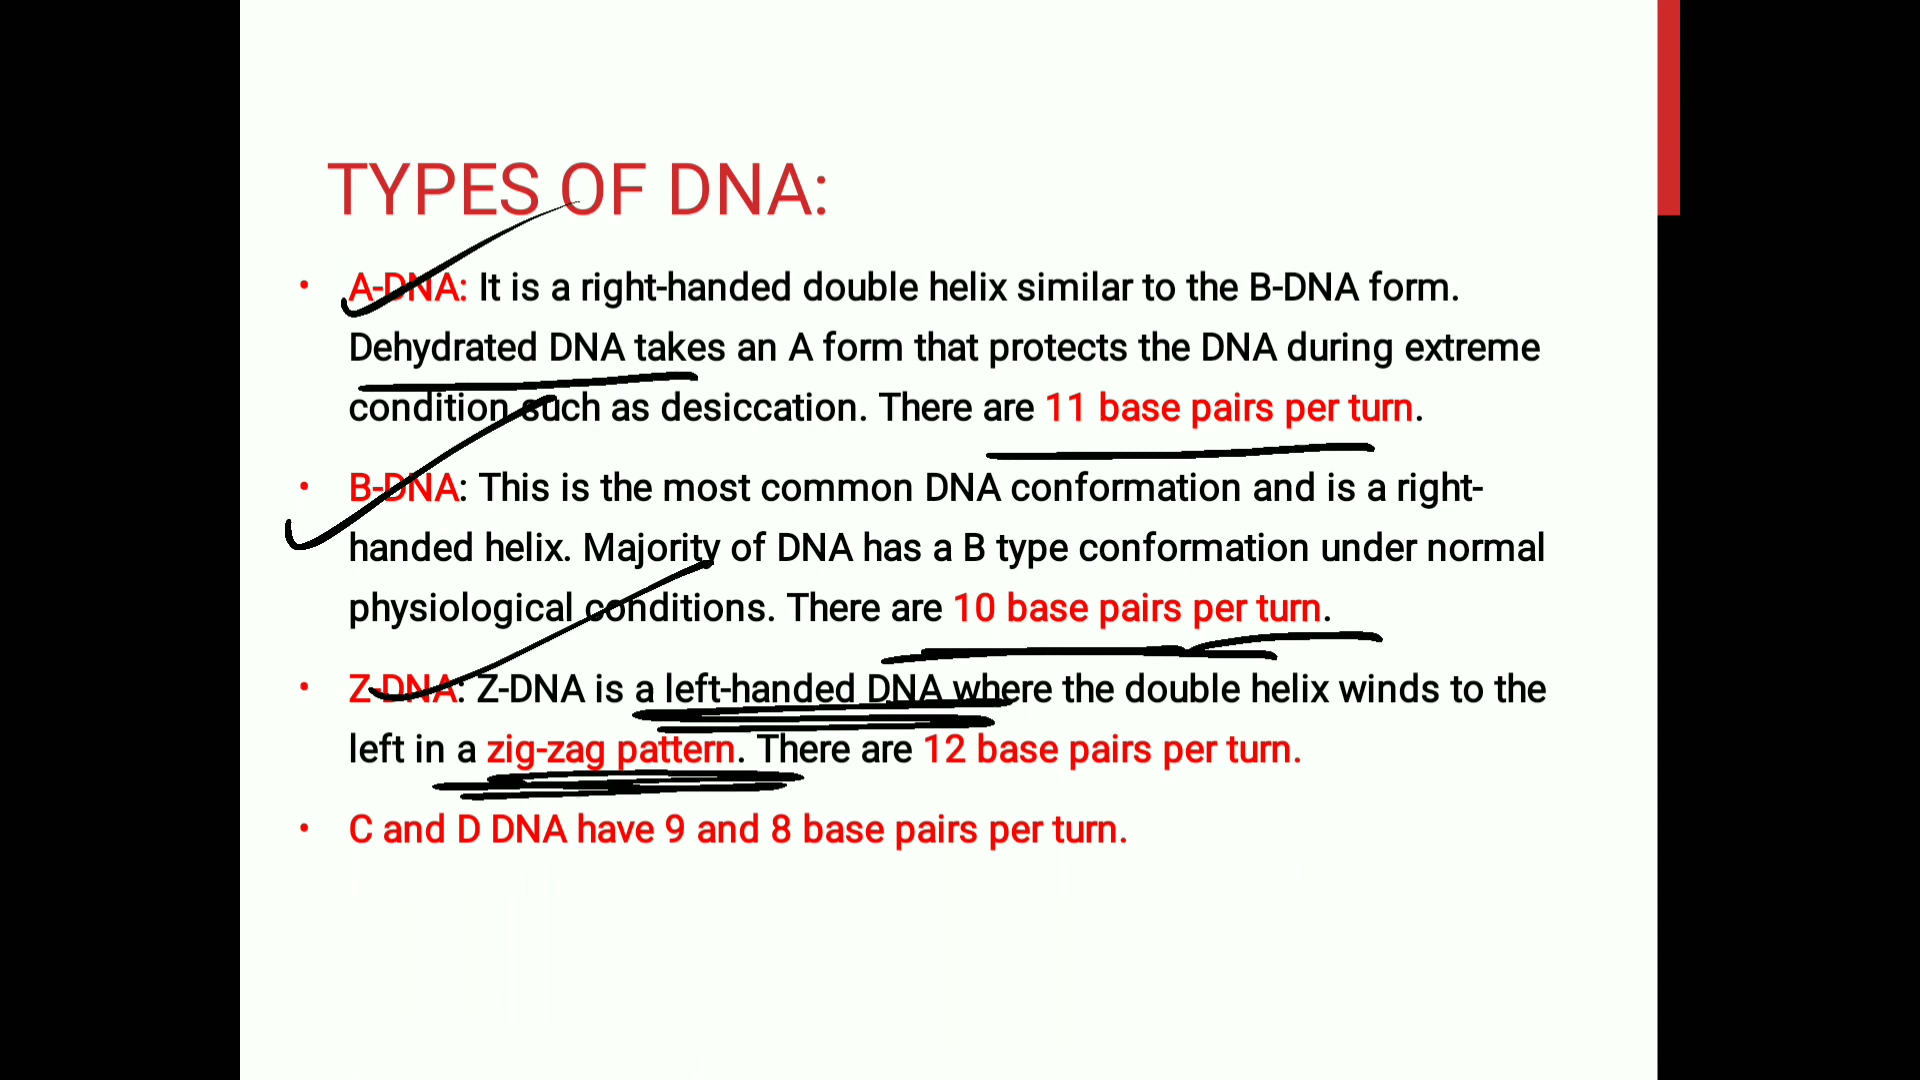 TYPES OF DNA:
• A-DNA: It is a right-handed double helix similar to the B-DNA form.
Dehydrated DNA takes an A form that protects the DNA during extreme
condition such as desiccation. There are 11 base pairs per turn.
• B-DNA: This is the most common DNA conformation and is a right-
handed helix. Majority of DNA has a B type conformation under normal
physiological conditions. There are 10 base pairs per turn.
• Z-DNA: Z-DNA is a left-handed DNA where the double helix winds to the
left in a zig-zag pattern. There are 12 base pairs per turn.
• C and D DNA have 9 and 8 base pairs per turn.